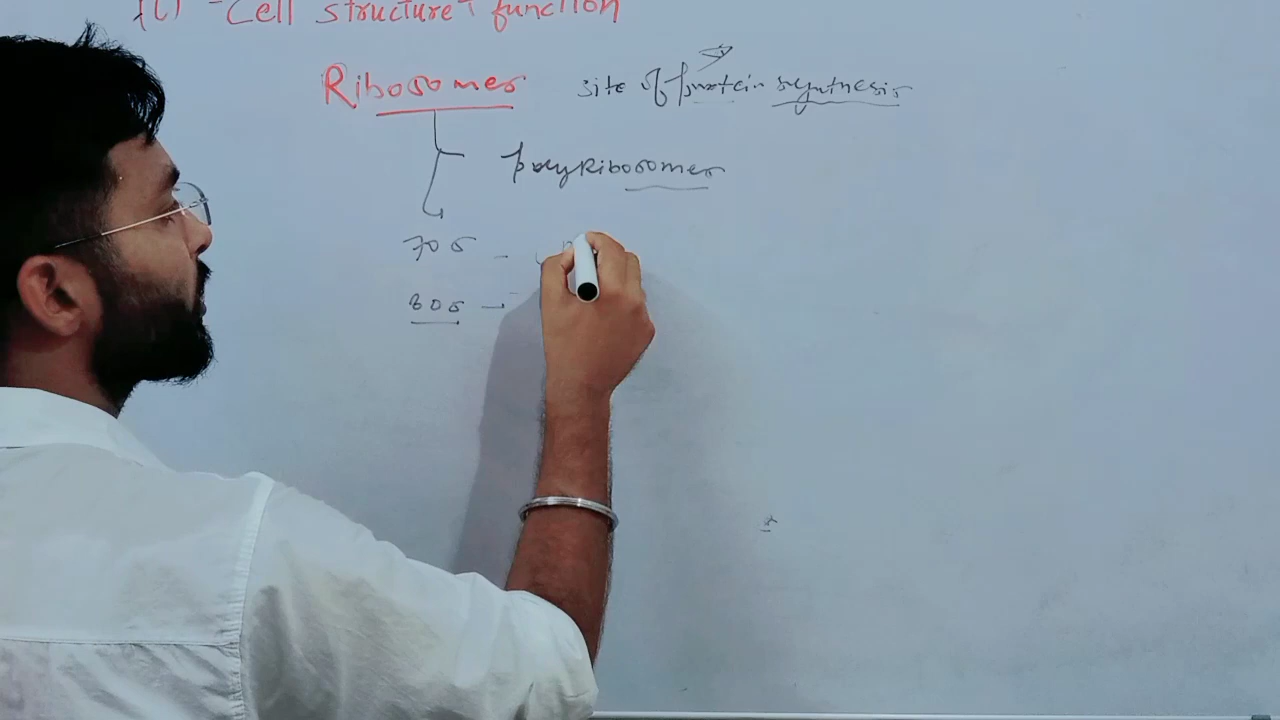 Cell structure & function
Ribosomes site of protein synthesis
polyRibosomes
70S -
80S -